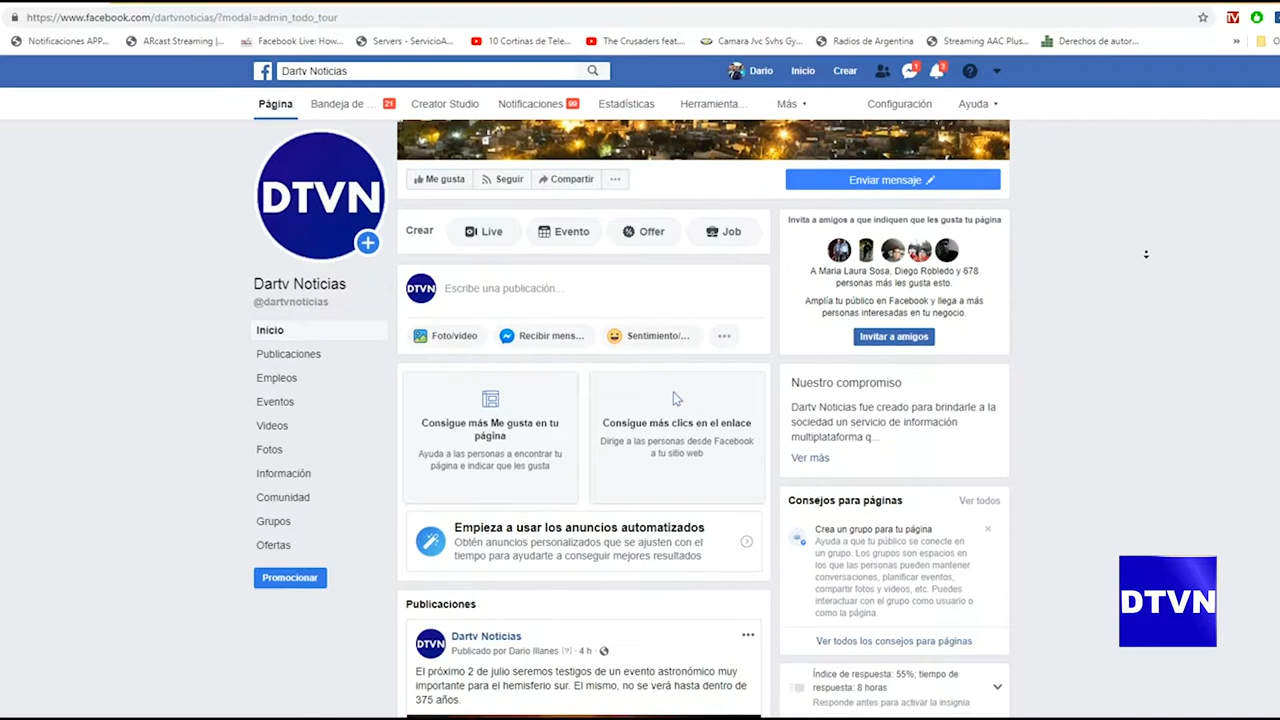 https://www.facebook.com/dartvnoticias/?modal=admin_todo_tour
Notificaciones APP...
ARcast Streaming |...
Facebook Live: How...
Servers - ServicioA...
10 Cortinas de Tele...
The Crusaders feat....
Camara Jvc Svhs Gy...
Radios de Argentina
Streaming AAC Plus...
Derechos de autor...
Dartv Noticias
Dario
Inicio
Crear
1
3
Página
Bandeja de ...
21
Creator Studio
Notificaciones
99
Estadísticas
Herramienta...
Más
Configuración
Ayuda
DTVN
Dartv Noticias
@dartvnoticias
Inicio
Publicaciones
Empleos
Eventos
Videos
Fotos
Información
Comunidad
Grupos
Ofertas
Promocionar
Me gusta
Seguir
Compartir
...
Enviar mensaje
Crear
Live
Evento
Offer
Job
DTVN
Escribe una publicación...
Foto/video
Recibir mens...
Sentimiento/...
...
Consigue más Me gusta en tu
página
Ayuda a las personas a encontrar tu
página e indicar que les gusta
Consigue más clics en el enlace
Dirige a las personas desde Facebook
a tu sitio web
Empieza a usar los anuncios automatizados
Obtén anuncios personalizados que se ajusten con el
tiempo para ayudarte a conseguir mejores resultados
Publicaciones
DTVN
Dartv Noticias
Publicado por Dario Illanes [?] · 4 h ·
El próximo 2 de julio seremos testigos de un evento astronómico muy
importante para el hemisferio sur. El mismo, no se verá hasta dentro de
375 años.
Invita a amigos a que indiquen que les gusta tu página
A Maria Laura Sosa, Diego Robledo y 678
personas más les gusta esto.
Amplía tu público en Facebook y llega a más
personas interesadas en tu negocio.
Invitar a amigos
Nuestro compromiso
Dartv Noticias fue creado para brindarle a la
sociedad un servicio de información
multiplataforma q...
Ver más
Consejos para páginas
Ver todos
Crea un grupo para tu página
Ayuda a que tu público se conecte en
un grupo. Los grupos son espacios en
los que las personas pueden mantener
conversaciones, planificar eventos,
compartir fotos y videos, etc. Puedes
interactuar con el grupo como usuario o
como la página.
Ver todos los consejos para páginas
Índice de respuesta: 55%; tiempo de
respuesta: 8 horas
Responde antes para activar la insignia
DTVN